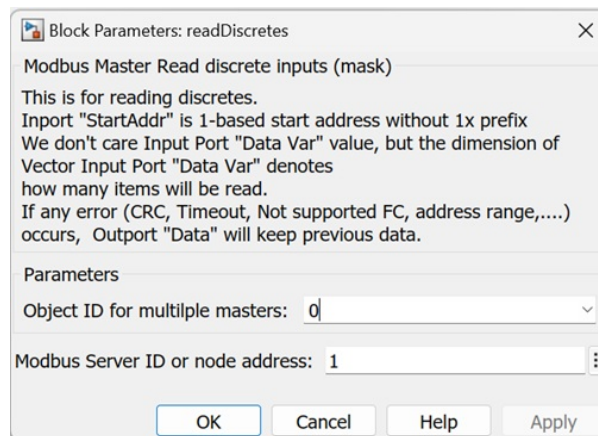 Block Parameters: readDiscretes
Modbus Master Read discrete inputs (mask)
This is for reading discretes.
Inport "StartAddr" is 1-based start address without 1x prefix
We don't care Input Port "Data Var" value, but the dimension of
Vector Input Port "Data Var" denotes
how many items will be read.
If any error (CRC, Timeout, Not supported FC, address range,....)
occurs,  Outport "Data" will keep previous data.
Parameters
Object ID for multilple masters: 0
Modbus Server ID or node address: 1
OK Cancel Help Apply